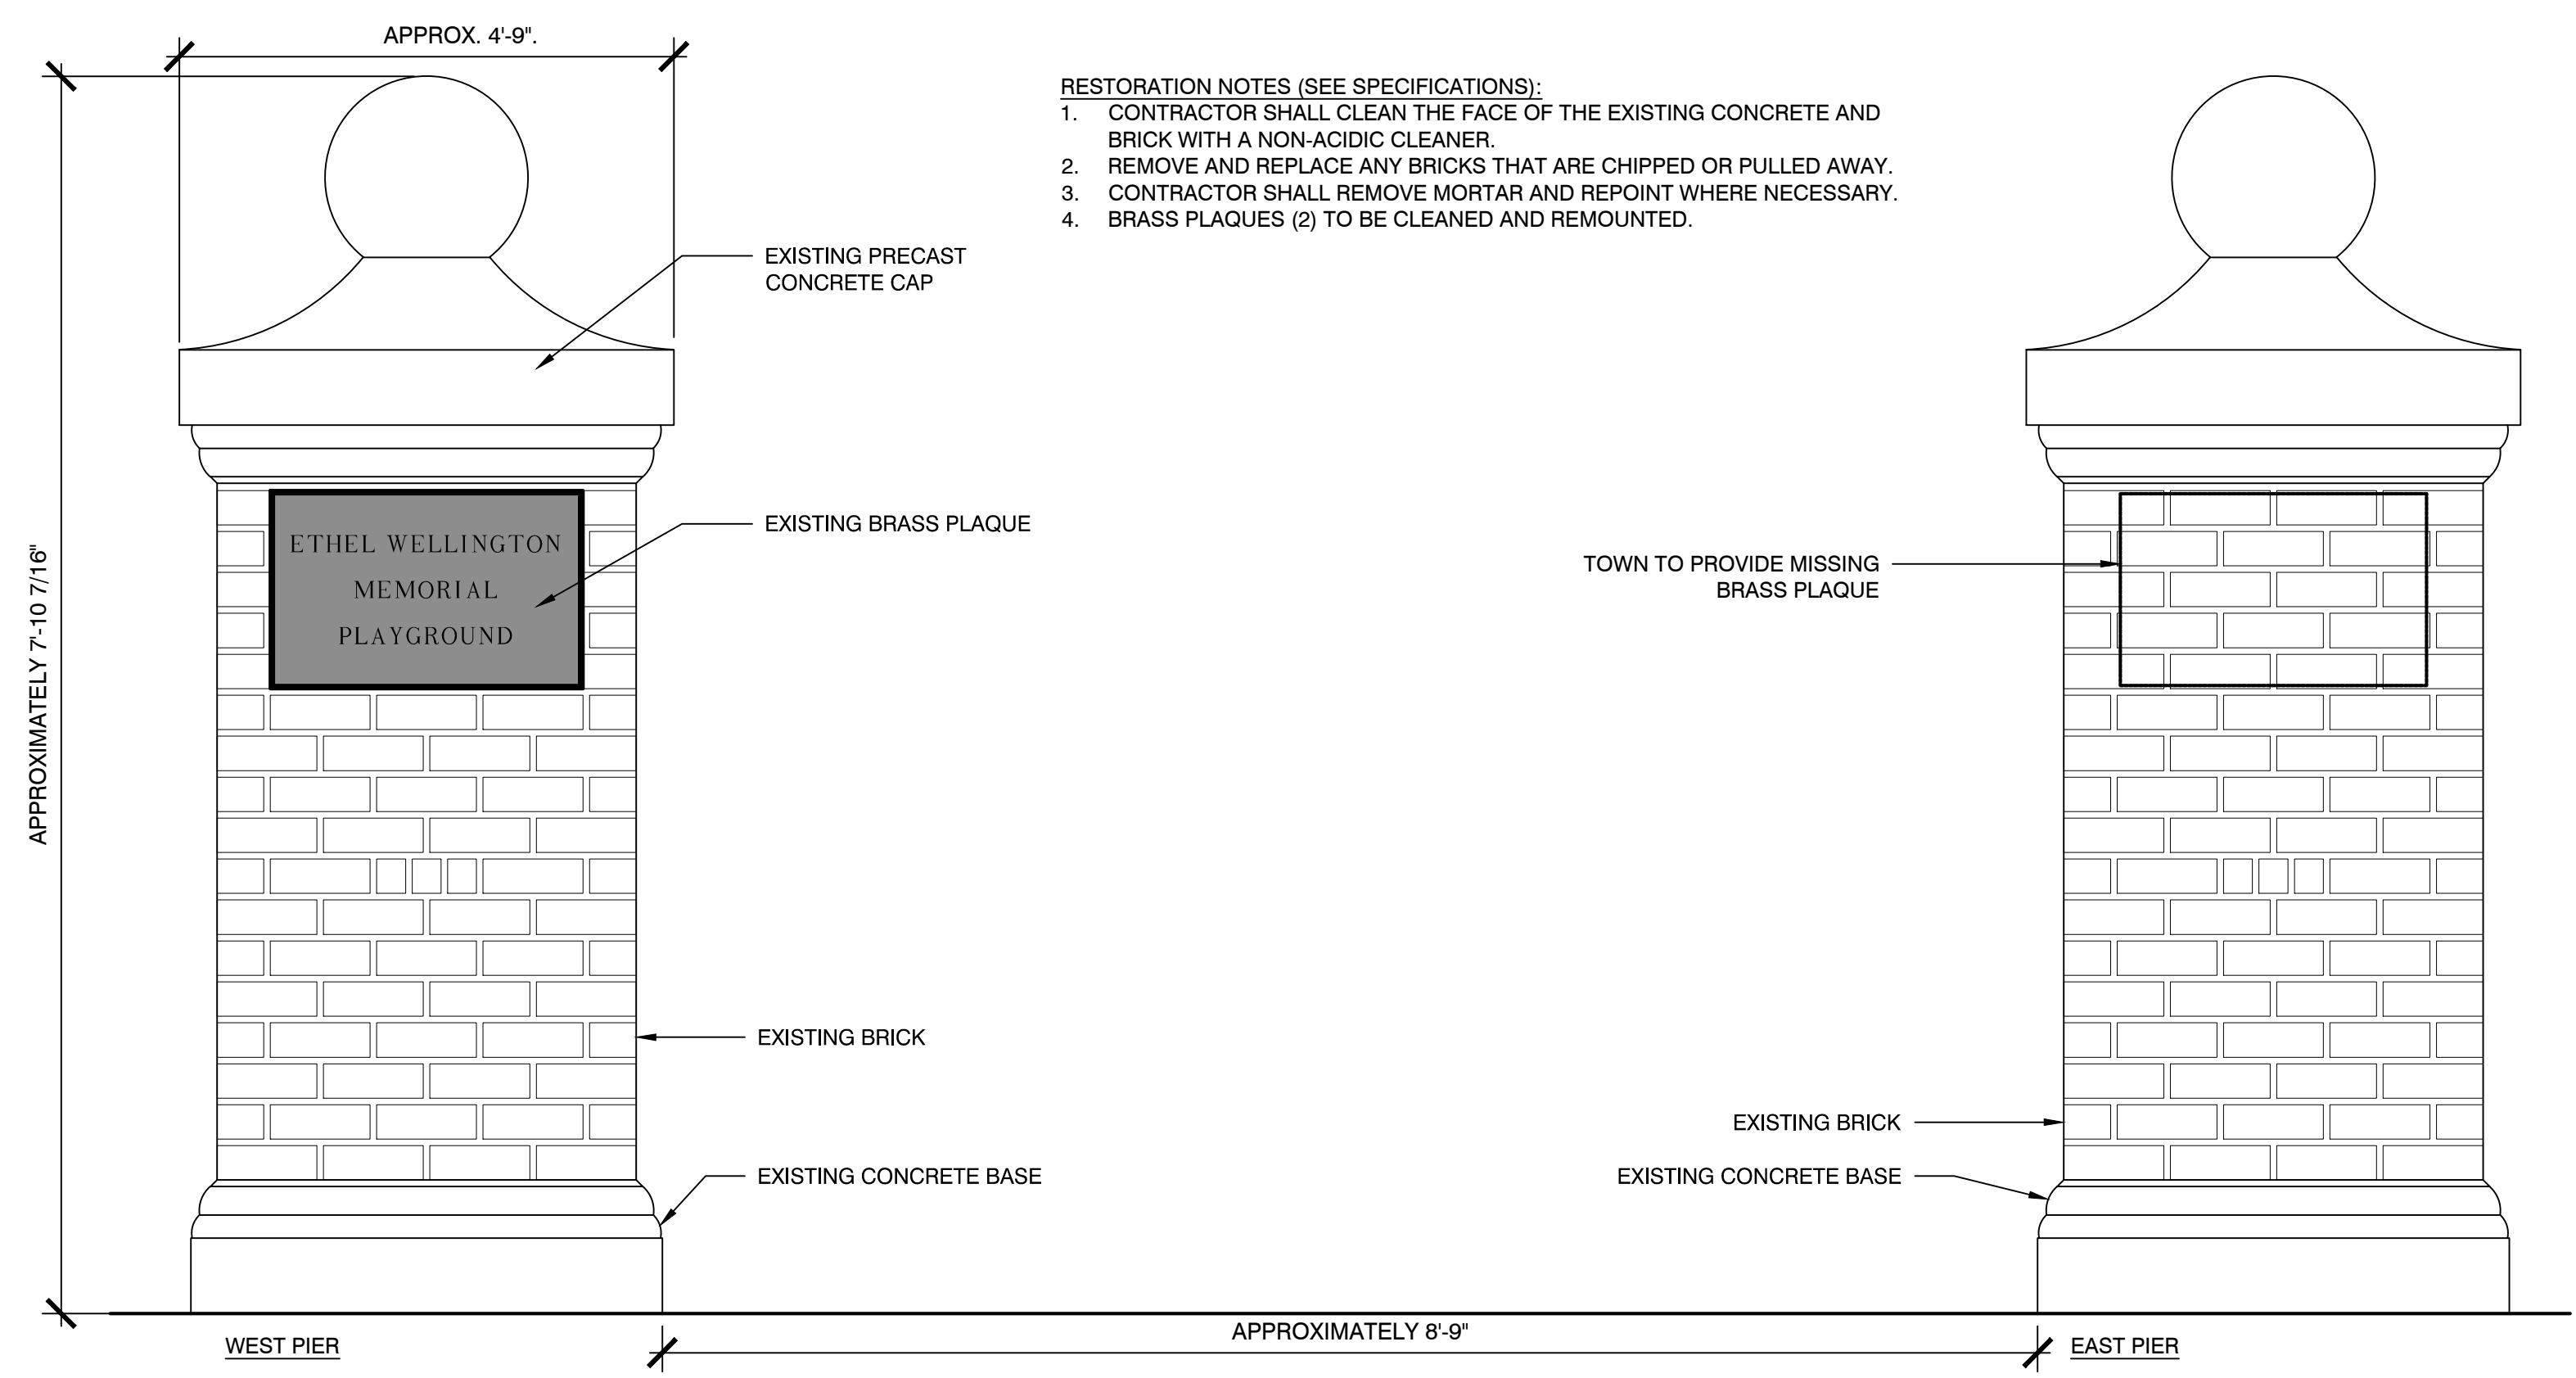 APPROX. 4'-9".
RESTORATION NOTES (SEE SPECIFICATIONS):
1. CONTRACTOR SHALL CLEAN THE FACE OF THE EXISTING CONCRETE AND
BRICK WITH A NON-ACIDIC CLEANER.
2. REMOVE AND REPLACE ANY BRICKS THAT ARE CHIPPED OR PULLED AWAY.
3. CONTRACTOR SHALL REMOVE MORTAR AND REPOINT WHERE NECESSARY.
4. BRASS PLAQUES (2) TO BE CLEANED AND REMOUNTED.
EXISTING PRECAST
CONCRETE CAP
EXISTING BRASS PLAQUE
ETHEL WELLINGTON
MEMORIAL
PLAYGROUND
TOWN TO PROVIDE MISSING
BRASS PLAQUE
APPROXIMATELY 7'-10 7/16"
EXISTING BRICK
EXISTING BRICK
EXISTING CONCRETE BASE
EXISTING CONCRETE BASE
APPROXIMATELY 8'-9"
WEST PIER
EAST PIER